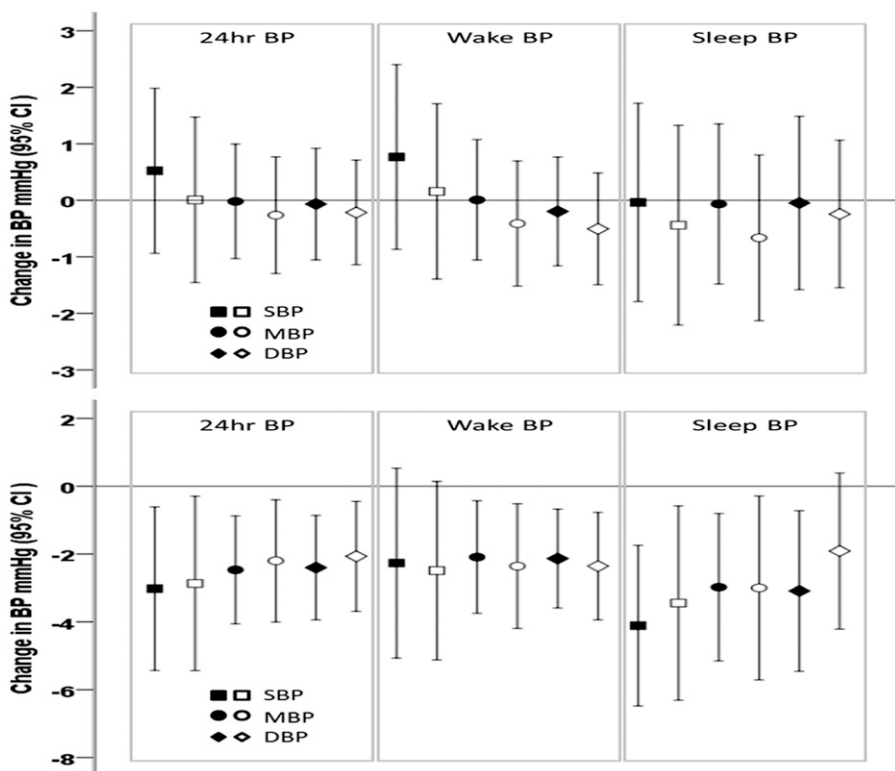 24hr BP Wake BP Sleep BP
3
2
1
0
-1
-2
-3
Change in BP mmHg (95% CI)
SBP
MBP
DBP
24hr BP Wake BP Sleep BP
2
0
-2
-4
-6
-8
Change in BP mmHg (95% CI)
SBP
MBP
DBP